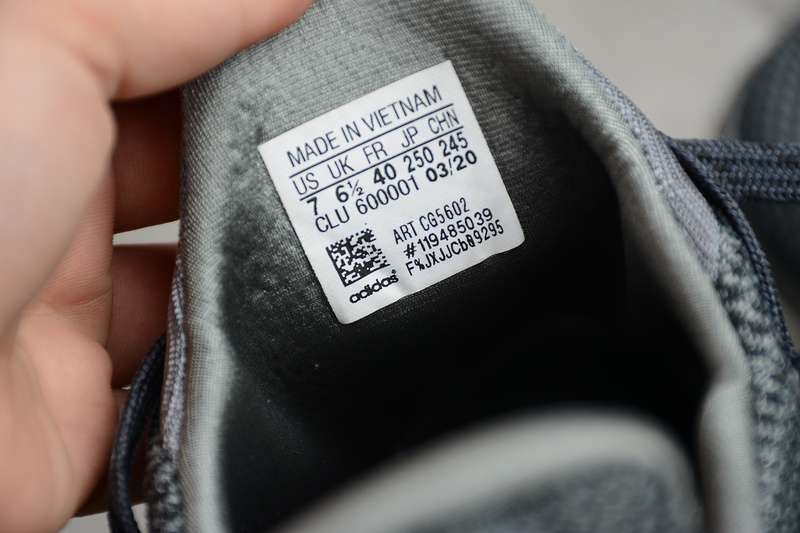 MADE IN VIETNAM
US UK FR JP CHN
7 6½ 40 250 245
CLU 600001 03/20
ART CG5602
#119485039
F%JXJJCb09295
adidas